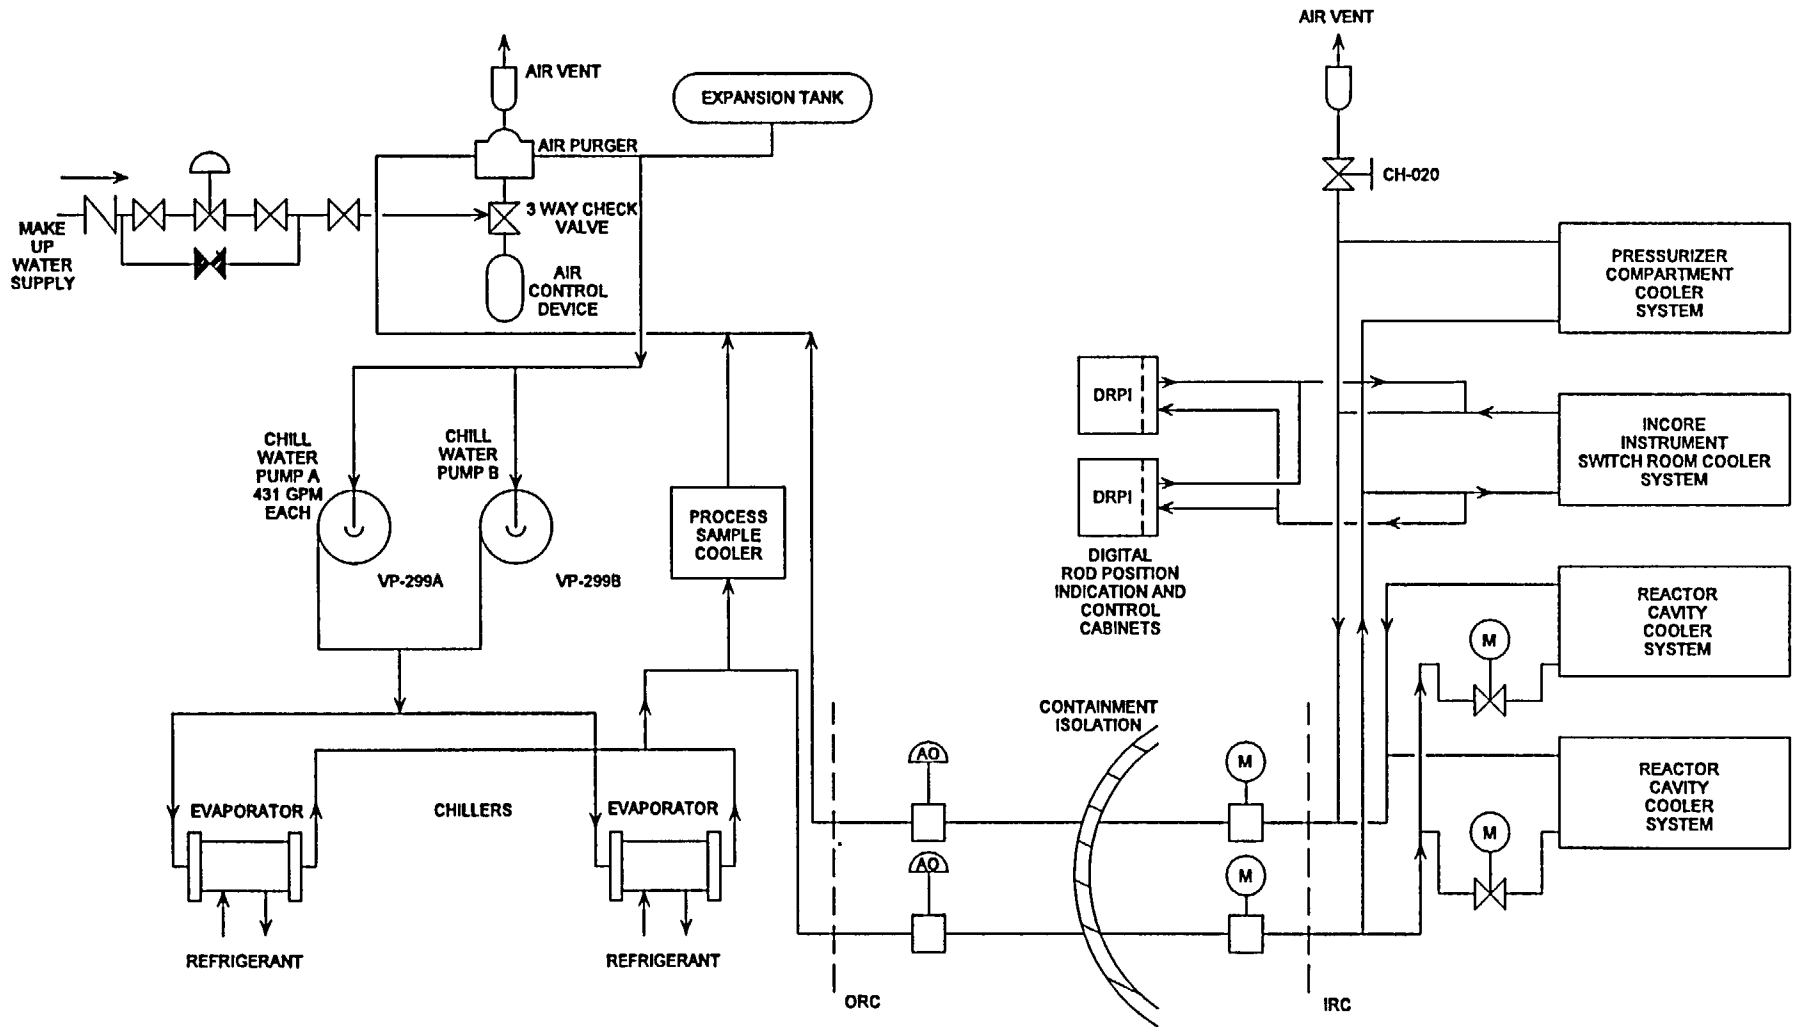 AIR VENT
AIR VENT
EXPANSION TANK
AIR PURGER
CH-020
MAKE
UP
WATER
SUPPLY
3 WAY CHECK
VALVE
AIR
CONTROL
DEVICE
PRESSURIZER
COMPARTMENT
COOLER
SYSTEM
DRPI
INCORE
INSTRUMENT
SWITCH ROOM COOLER
SYSTEM
CHILL
WATER
PUMP A
431 GPM
EACH
CHILL
WATER
PUMP B
DRPI
PROCESS
SAMPLE
COOLER
VP-299A
VP-299B
DIGITAL
ROD POSITION
INDICATION AND
CONTROL
CABINETS
REACTOR
CAVITY
COOLER
SYSTEM
M
CONTAINMENT
ISOLATION
AO
M
REACTOR
CAVITY
COOLER
SYSTEM
M
EVAPORATOR
CHILLERS
EVAPORATOR
AO
M
REFRIGERANT
REFRIGERANT
ORC
IRC